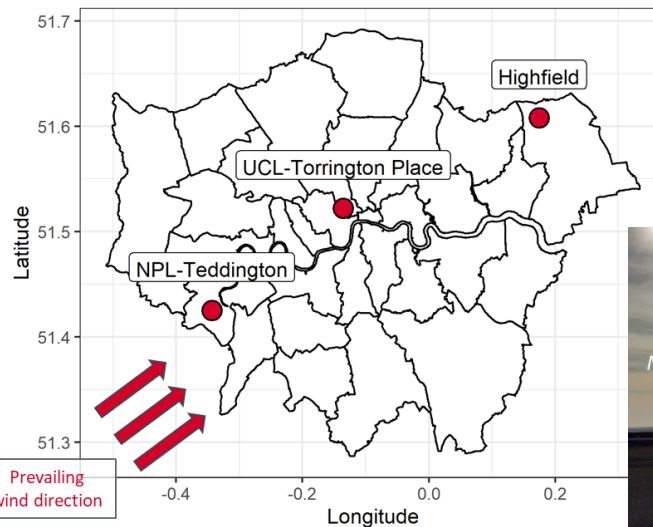 51.7
51.6
51.5
51.4
51.3
Latitude
Highfield
UCL-Torrington Place
NPL-Teddington
Prevailing
wind direction
-0.4
-0.2
0.0
0.2
Longitude